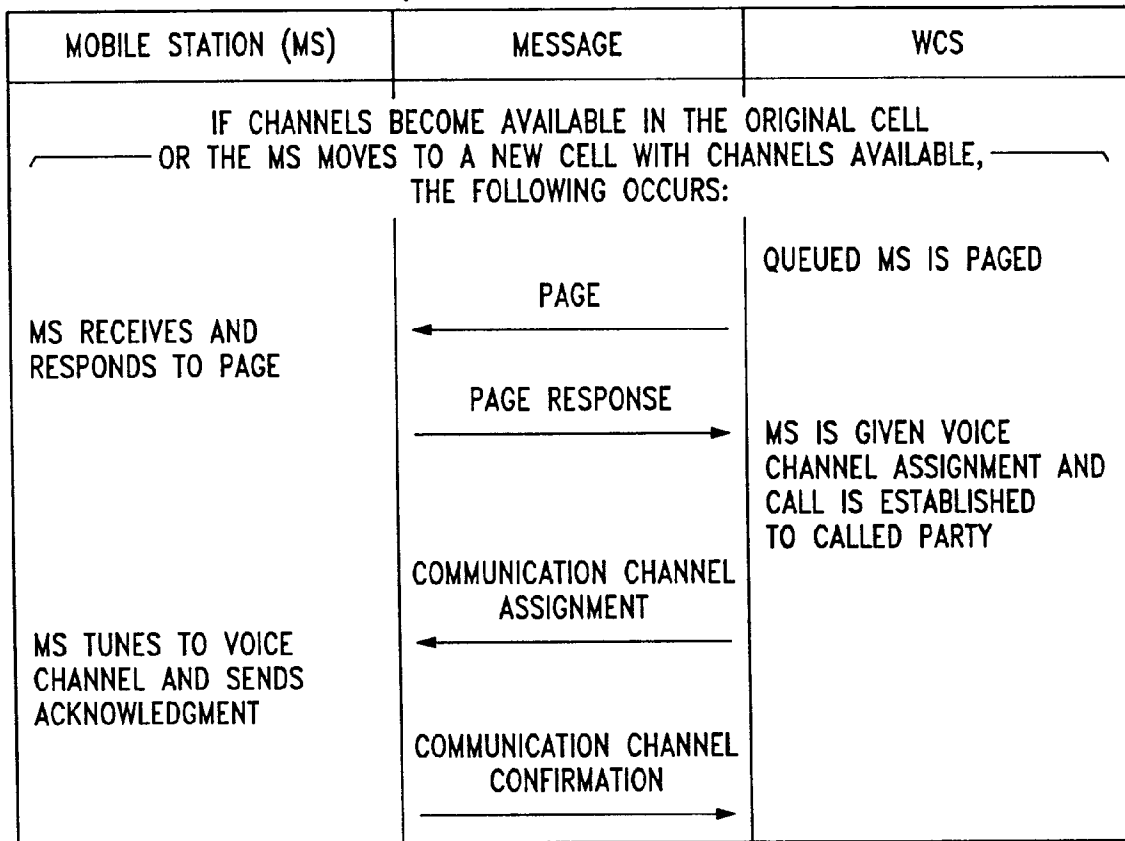 MOBILE STATION (MS)
MESSAGE
WCS
IF CHANNELS BECOME AVAILABLE IN THE ORIGINAL CELL
OR THE MS MOVES TO A NEW CELL WITH CHANNELS AVAILABLE,
THE FOLLOWING OCCURS:
QUEUED MS IS PAGED
PAGE
MS RECEIVES AND
RESPONDS TO PAGE
PAGE RESPONSE
MS IS GIVEN VOICE
CHANNEL ASSIGNMENT AND
CALL IS ESTABLISHED
TO CALLED PARTY
COMMUNICATION CHANNEL
ASSIGNMENT
MS TUNES TO VOICE
CHANNEL AND SENDS
ACKNOWLEDGMENT
COMMUNICATION CHANNEL
CONFIRMATION